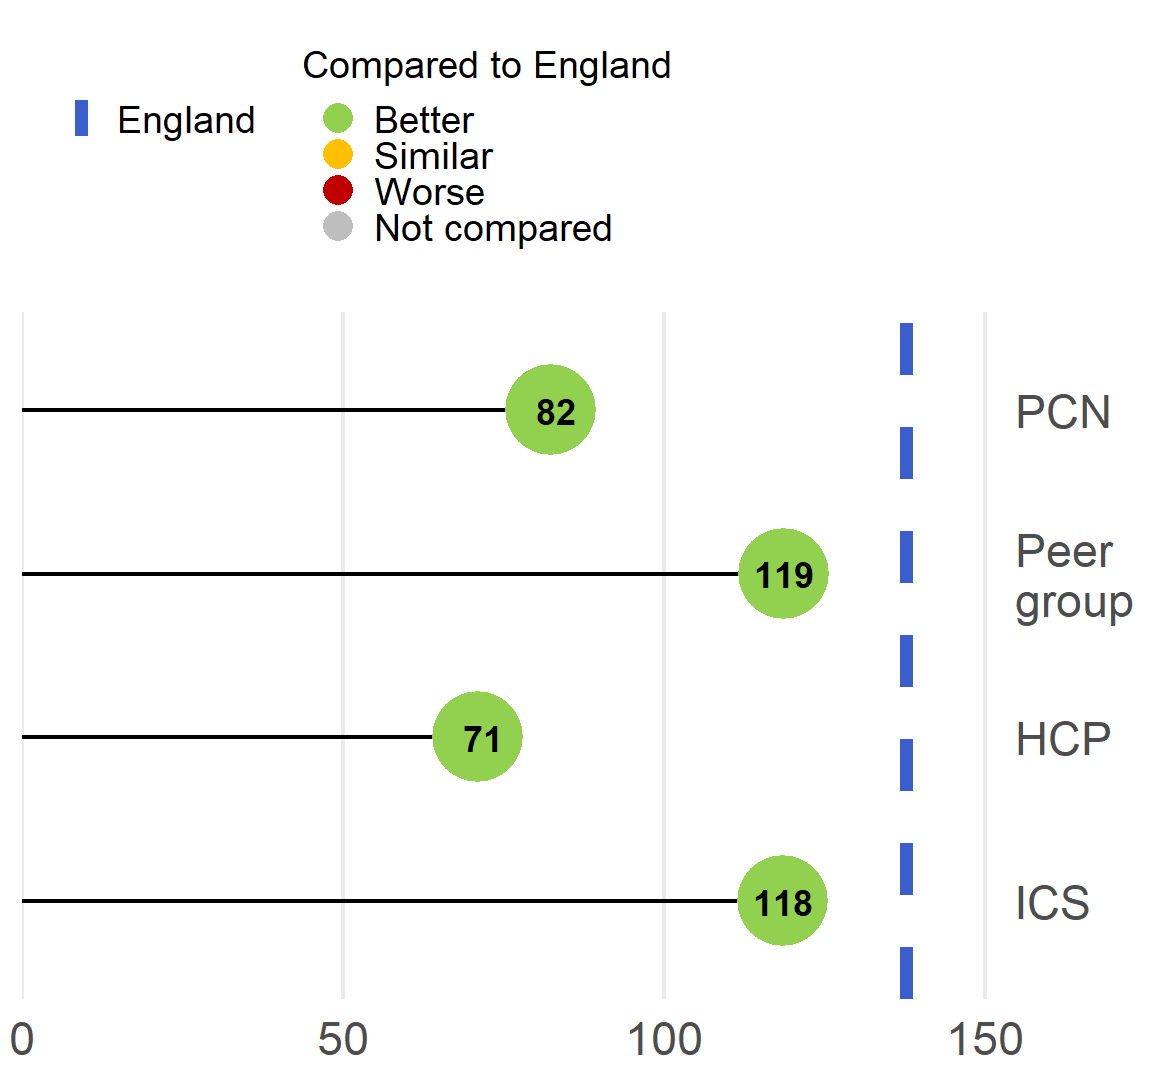 Compared to England
England
Better
Similar
Worse
Not compared
82
PCN
119
Peer
group
71
HCP
118
ICS
0 50 100 150